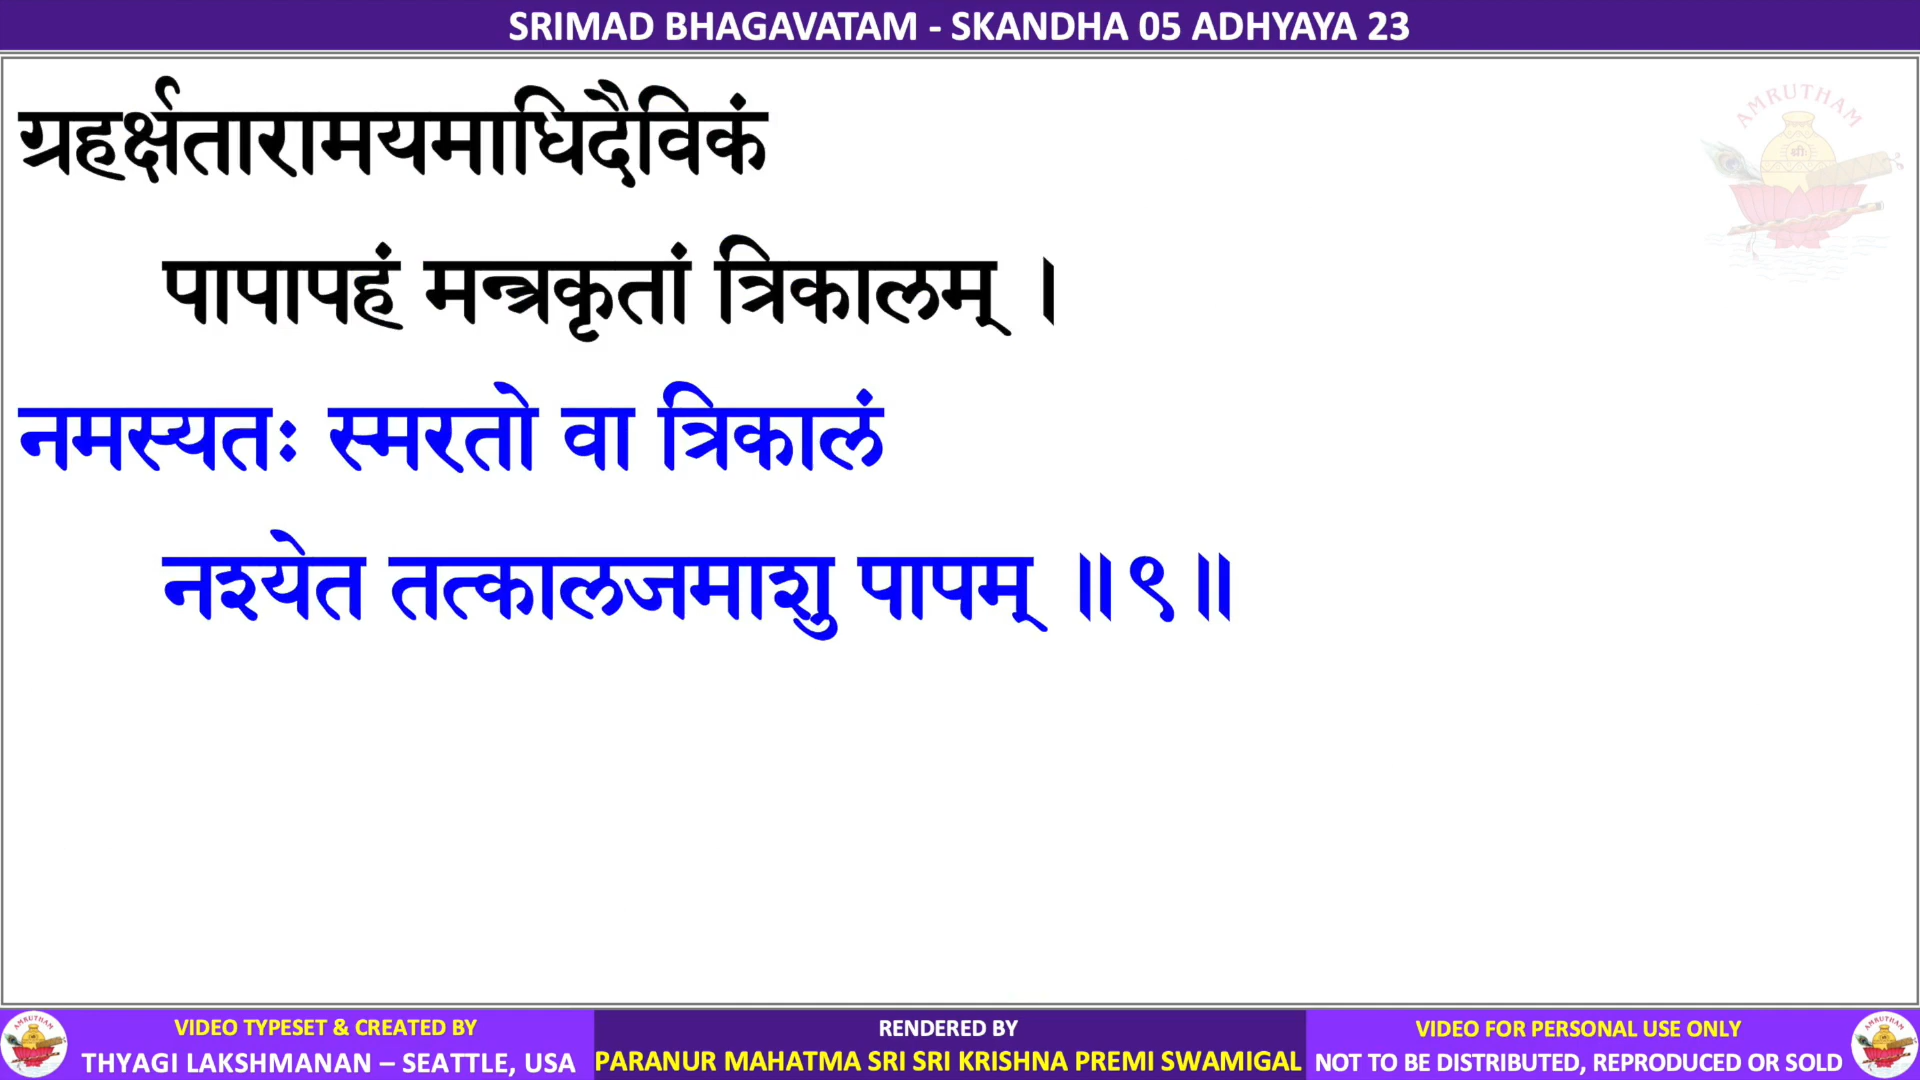 SRIMAD BHAGAVATAM - SKANDHA 05 ADHYAYA 23
AMRUTHAM
ग्रहर्क्षतारामयमाधिदैविकं
पापापहं मन्त्रकृतां त्रिकालम् ।
नमस्यतः स्मरतो वा त्रिकालं
नश्येत तत्कालजमाशु पापम् ॥९॥
VIDEO TYPESET & CREATED BY
THYAGI LAKSHMANAN – SEATTLE, USA
RENDERED BY
PARANUR MAHATMA SRI SRI KRISHNA PREMI SWAMIGAL
VIDEO FOR PERSONAL USE ONLY
NOT TO BE DISTRIBUTED, REPRODUCED OR SOLD